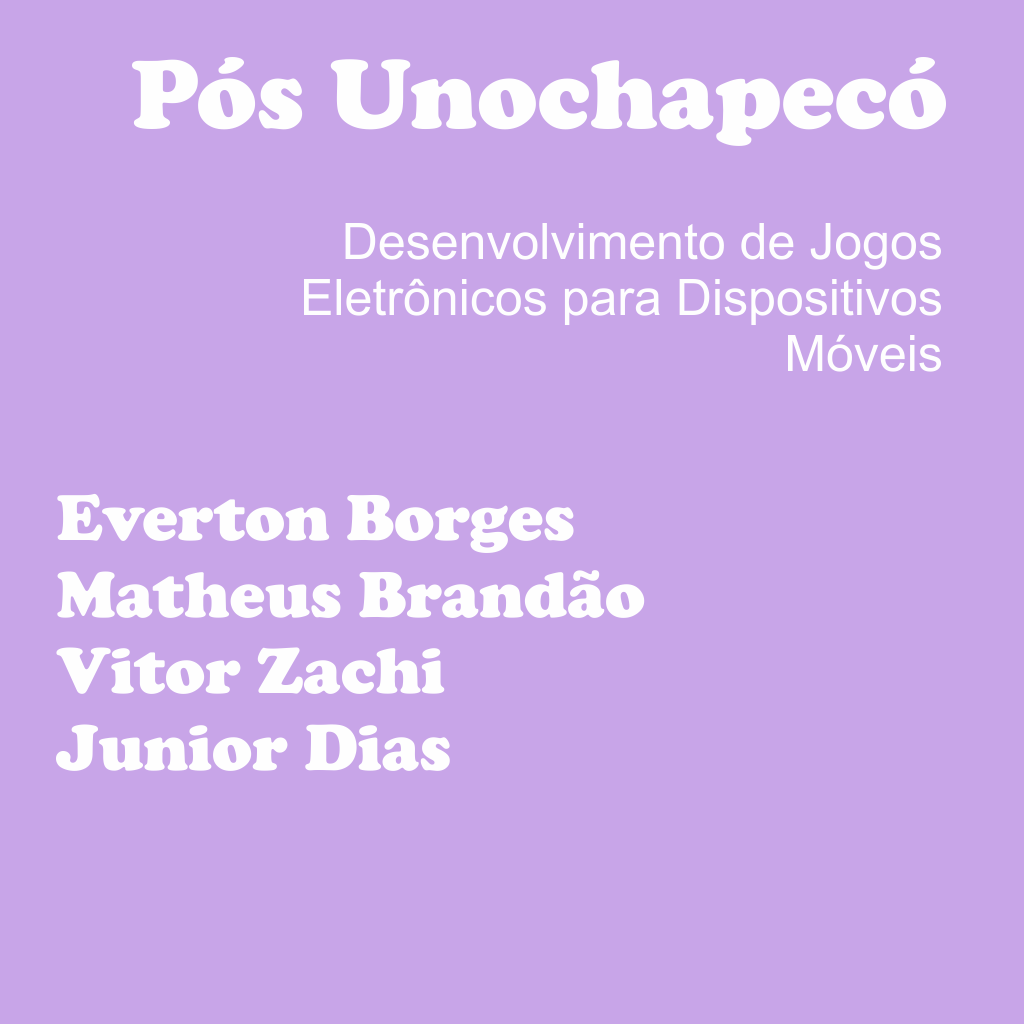 Pós Unochapecó
Desenvolvimento de Jogos
Eletrônicos para Dispositivos
Móveis
Everton Borges
Matheus Brandão
Vitor Zachi
Junior Dias